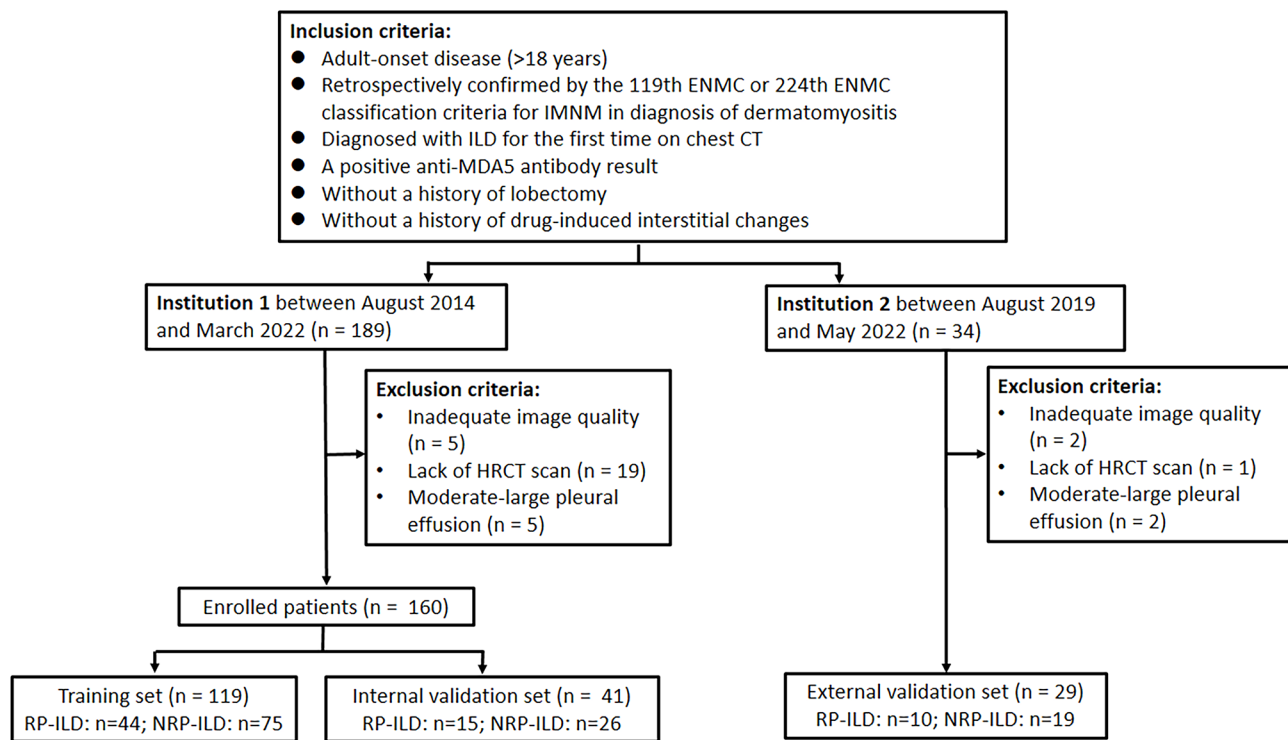 Inclusion criteria:
● Adult-onset disease (>18 years)
● Retrospectively confirmed by the 119th ENMC or 224th ENMC
classification criteria for IMNM in diagnosis of dermatomyositis
● Diagnosed with ILD for the first time on chest CT
● A positive anti-MDA5 antibody result
● Without a history of lobectomy
● Without a history of drug-induced interstitial changes
Institution 1 between August 2014
and March 2022 (n = 189)
Institution 2 between August 2019
and May 2022 (n = 34)
Exclusion criteria:
• Inadequate image quality
(n = 5)
• Lack of HRCT scan (n = 19)
• Moderate-large pleural
effusion (n = 5)
Exclusion criteria:
• Inadequate image quality
(n = 2)
• Lack of HRCT scan (n = 1)
• Moderate-large pleural
effusion (n = 2)
Enrolled patients (n = 160)
Training set (n = 119)
RP-ILD: n=44; NRP-ILD: n=75
Internal validation set (n = 41)
RP-ILD: n=15; NRP-ILD: n=26
External validation set (n = 29)
RP-ILD: n=10; NRP-ILD: n=19